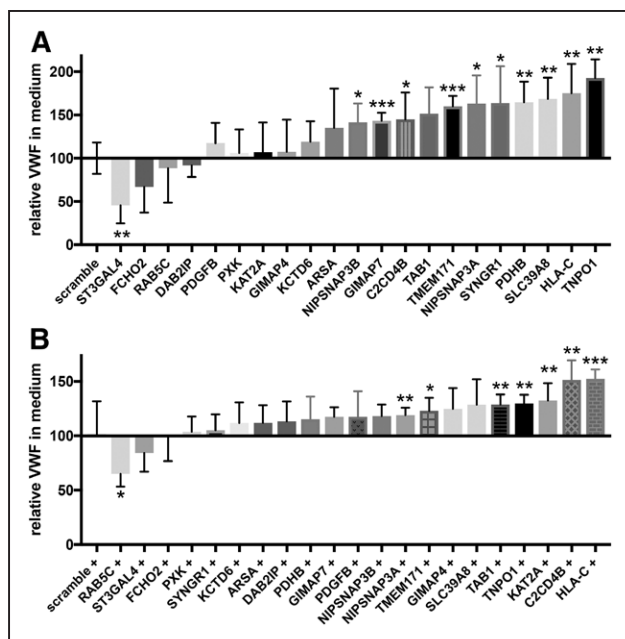 A
relative VWF in medium
200
150
100
50
0
**
*
***
*
***
*
*
**
**
**
**
scramble
ST3GAL4
FCHO2
RAB5C
DAB2IP
PDGFB
PXK
KAT2A
GIMAP4
KCTD6
ARSA
NIPSNAP3B
GIMAP7
C2CD4B
TAB1
TMEM171
NIPSNAP3A
SYNGR1
PDHB
SLC39A8
HLA-C
TNPO1
B
relative VWF in medium
150
100
50
0
*
**
*
**
**
**
**
***
scramble +
RAB5C +
ST3GAL4 +
FCHO2 +
PXK +
SYNGR1 +
KCTD6 +
ARSA +
DAB2IP +
PDHB +
GIMAP7 +
PDGFB +
NIPSNAP3B +
NIPSNAP3A +
TMEM171 +
GIMAP4 +
SLC39A8 +
TAB1 +
TNPO1 +
KAT2A +
C2CD4B +
HLA-C +